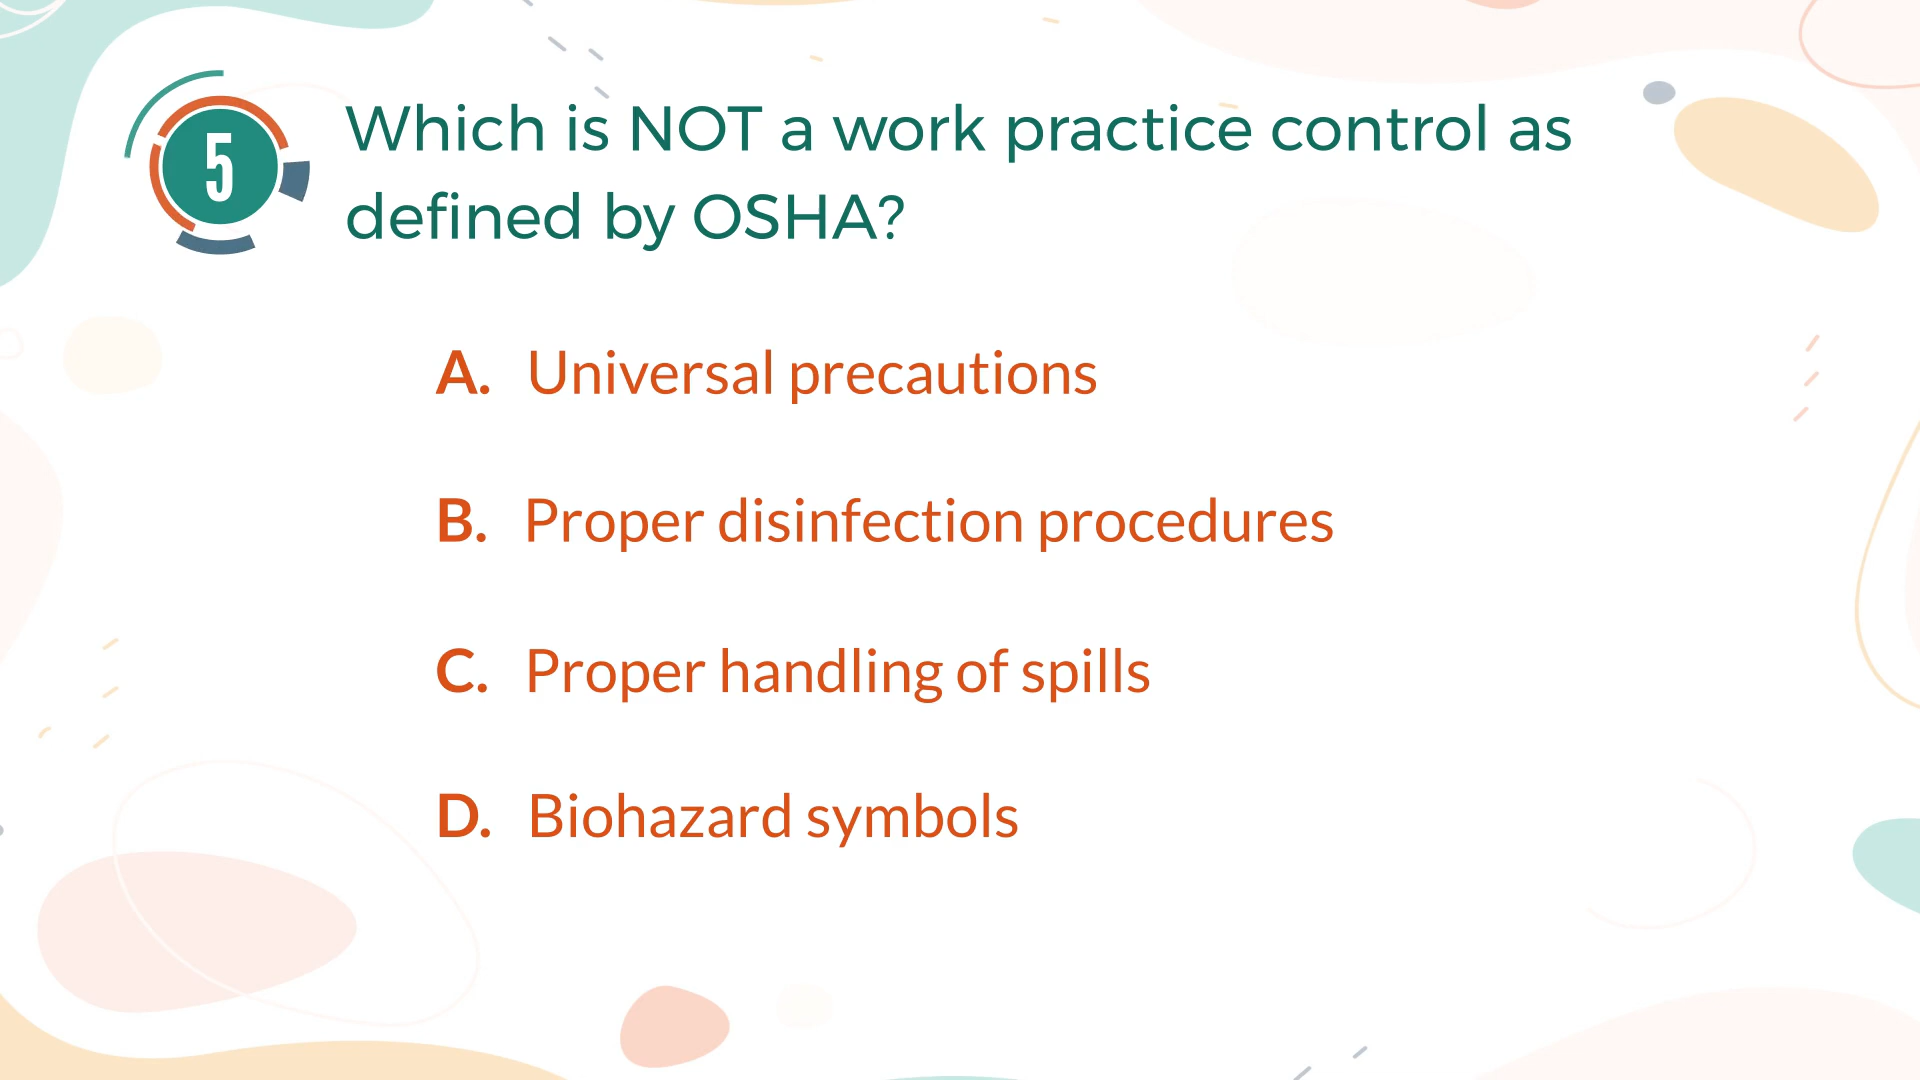 5
Which is NOT a work practice control as
defined by OSHA?
A. Universal precautions
B. Proper disinfection procedures
C. Proper handling of spills
D. Biohazard symbols